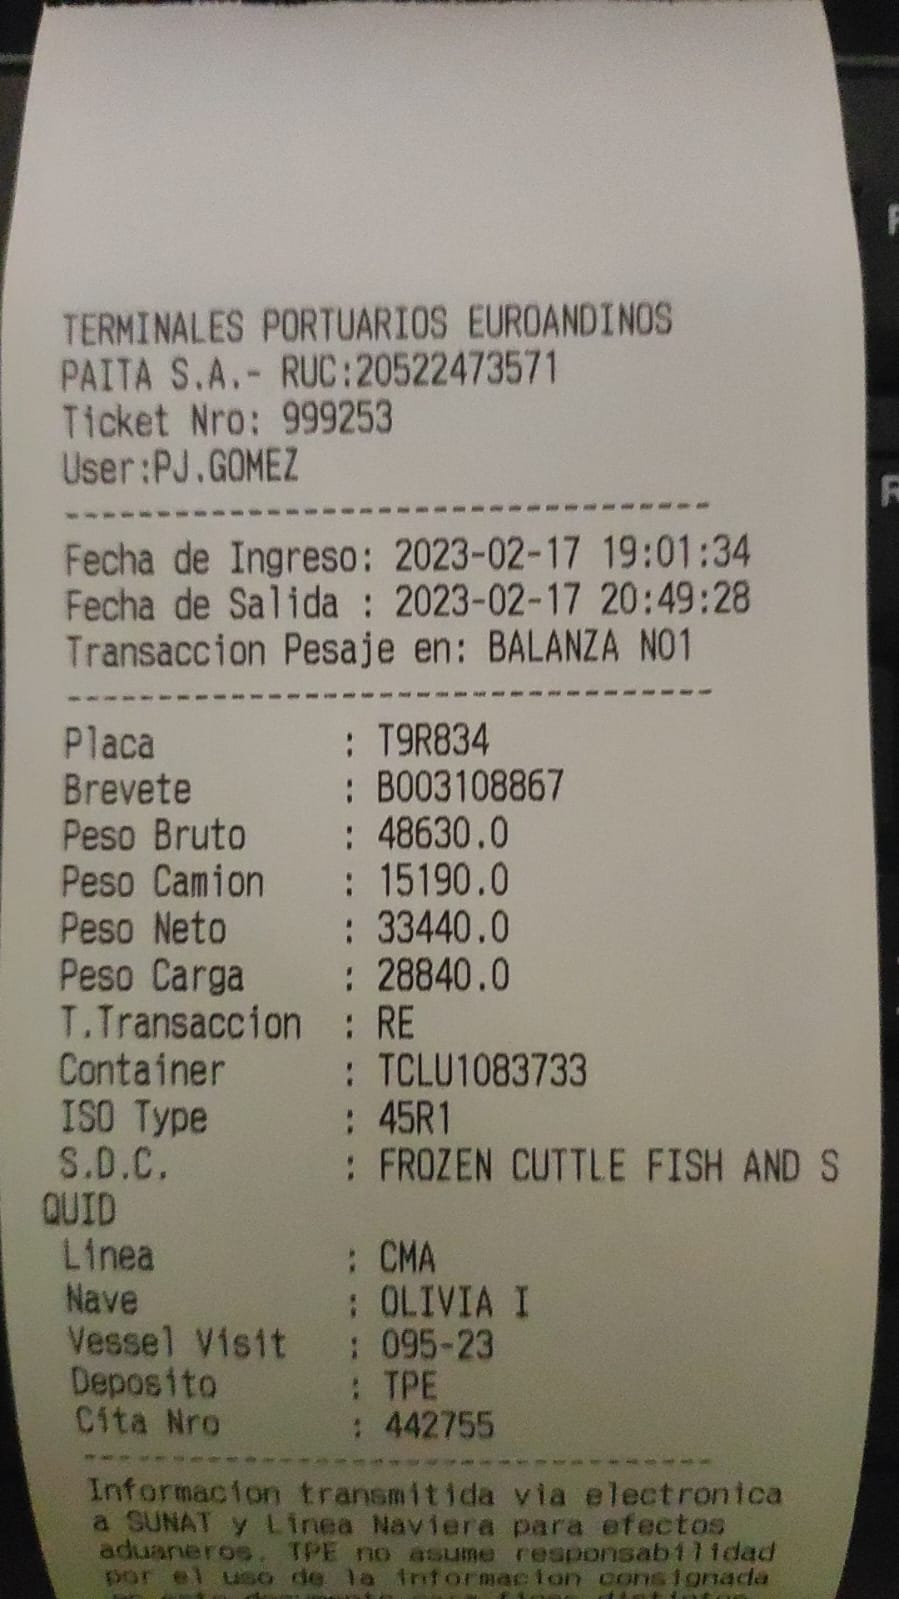 TERMINALES PORTUARIOS EUROANDINOS
PAITA S.A.- RUC:20522473571
Ticket Nro: 999253
User:PJ.GOMEZ
Fecha de Ingreso: 2023-02-17 19:01:34
Fecha de Salida : 2023-02-17 20:49:28
Transaccion Pesaje en: BALANZA NO1
Placa : T9R834
Brevete : B003108867
Peso Bruto : 48630.0
Peso Camion : 15190.0
Peso Neto : 33440.0
Peso Carga : 28840.0
T.Transaccion : RE
Container : TCLU1083733
ISO Type : 45R1
S.D.C. : FROZEN CUTTLE FISH AND S
QUID
Linea : CMA
Nave : OLIVIA I
Vessel Visit : 095-23
Deposito : TPE
Cita Nro : 442755
Informacion transmitida via electronica
a SUNAT y Linea Naviera para efectos
aduaneros. TPE no asume responsabilidad
por el uso de la informacion consignada